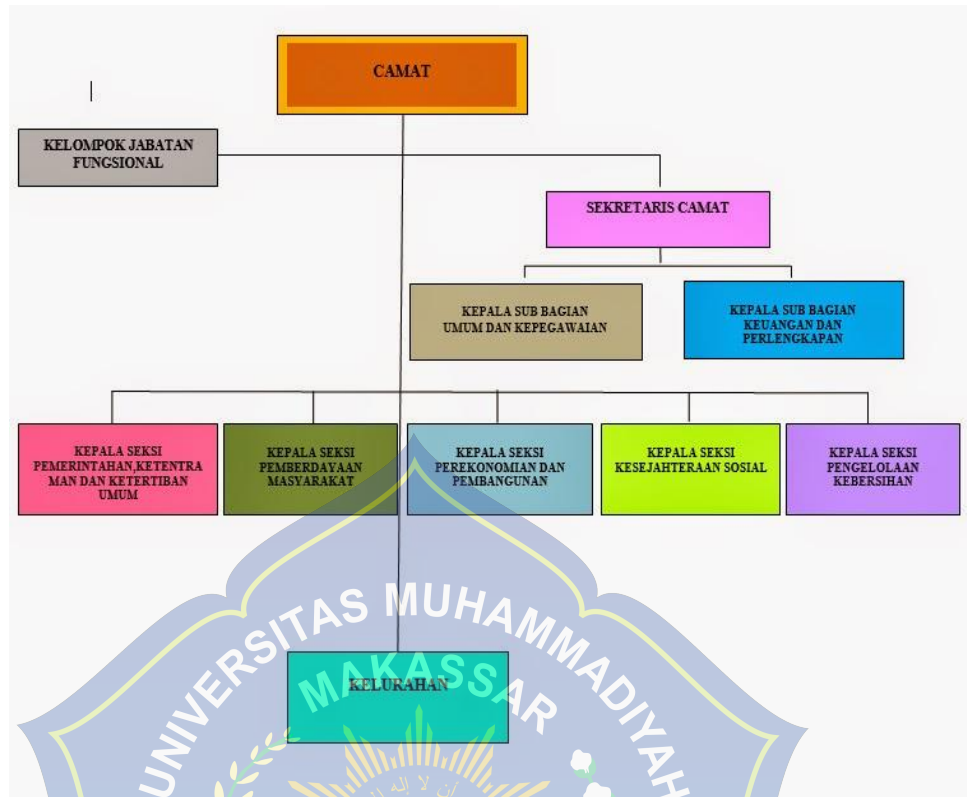 CAMAT
KELOMPOK JABATAN
FUNGSIONAL
SEKRETARIS CAMAT
KEPALA SUB BAGIAN
UMUM DAN KEPEGAWAIAN
KEPALA SUB BAGIAN
KEUANGAN DAN
PERLENGKAPAN
KEPALA SEKSI
PEMERINTAHAN,KETENTRA
MAN DAN KETERTIBAN
UMUM
KEPALA SEKSI
PEMBERDAYAAN
MASYARAKAT
KEPALA SEKSI
PEREKONOMIAN DAN
PEMBANGUNAN
KEPALA SEKSI
KESEJAHTERAAN SOSIAL
KEPALA SEKSI
PENGELOLAAN
KEBERSIHAN
UNIVERSITAS MUHAMMADIYAH
MAKASSAR
KELURAHAN